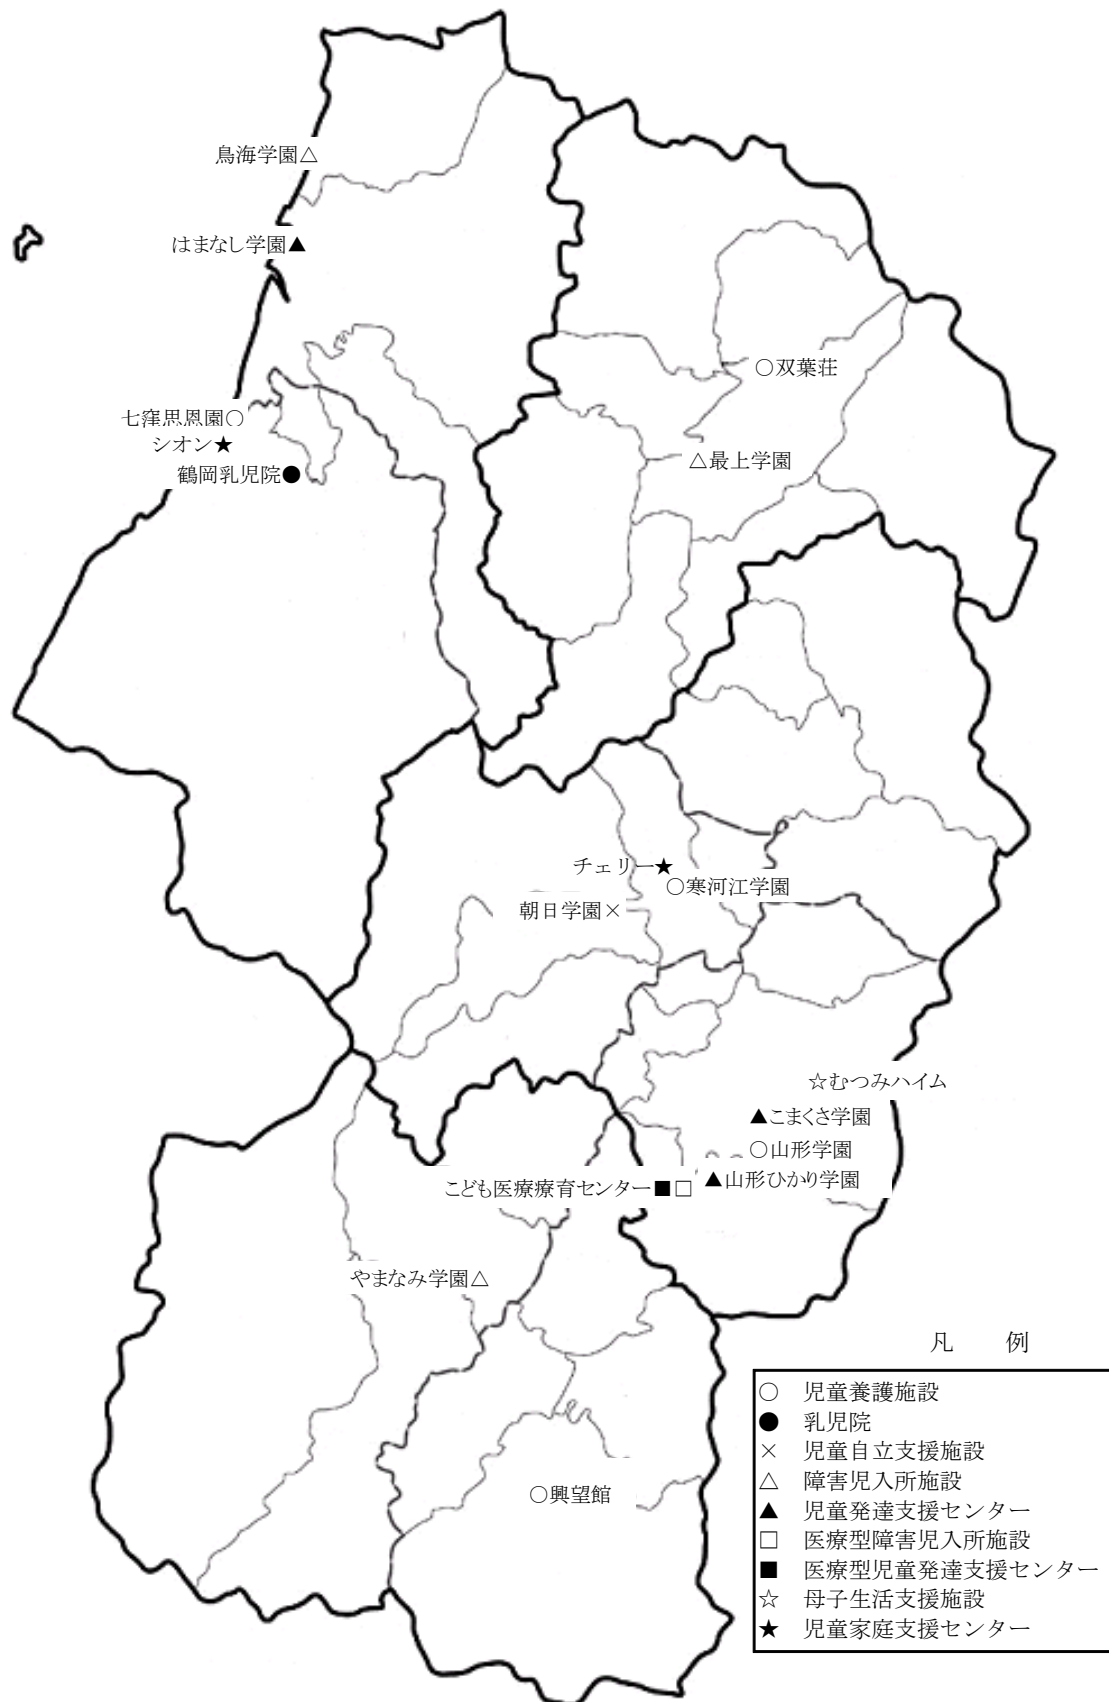 鳥海学園△
はまなし学園▲
○双葉荘
七窪思恩園○
シオン★
△最上学園
鶴岡乳児院●
チェリー★
○寒河江学園
朝日学園×
☆むつみハイム
▲こまくさ学園
○山形学園
▲山形ひかり学園
こども医療療育センター■□
やまなみ学園△
○興望館
凡　例
○ 児童養護施設
● 乳児院
× 児童自立支援施設
△ 障害児入所施設
▲ 児童発達支援センター
□ 医療型障害児入所施設
■ 医療型児童発達支援センター
☆ 母子生活支援施設
★ 児童家庭支援センター